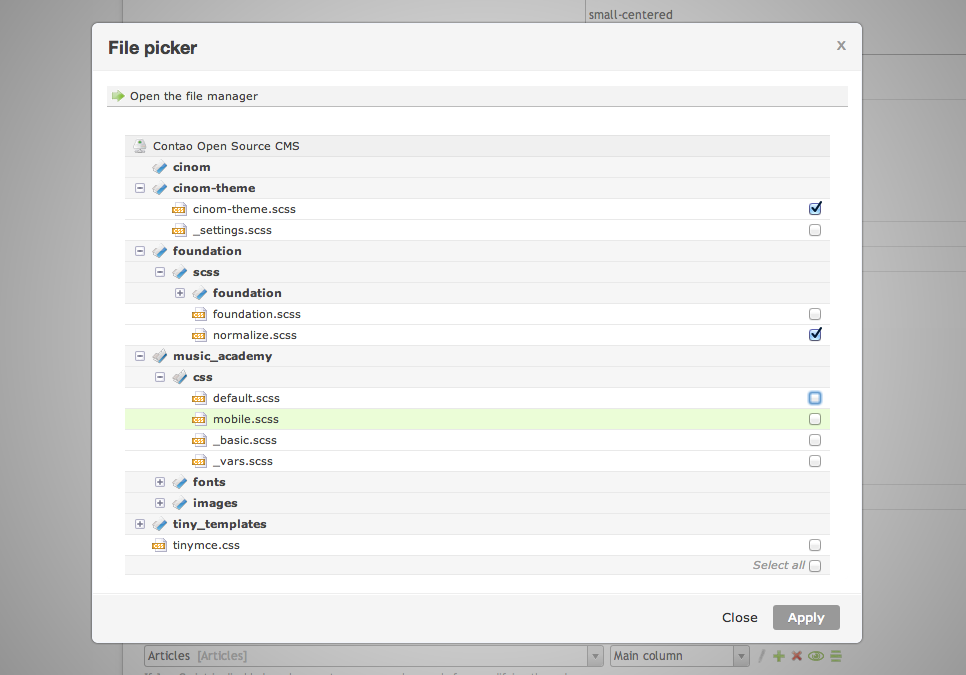 small-centered
File picker
X
Open the file manager
Contao Open Source CMS
cinom
cinom-theme
cinom-theme.scss
_settings.scss
foundation
scss
foundation
foundation.scss
normalize.scss
music_academy
css
default.scss
mobile.scss
_basic.scss
_vars.scss
fonts
images
tiny_templates
tinymce.css
Select all
Close Apply
Articles [Articles] Main column